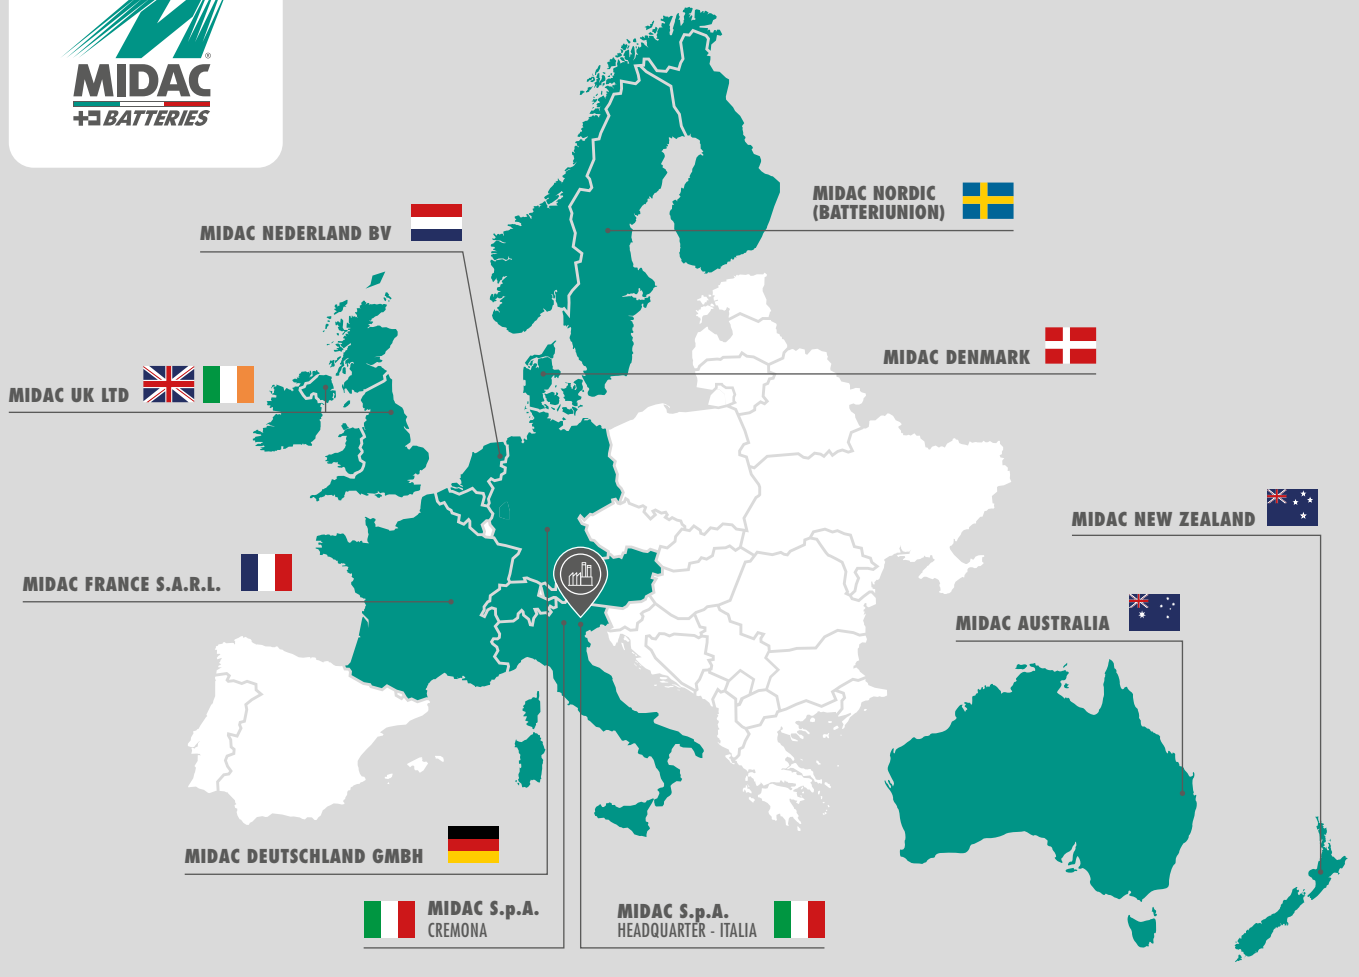 MIDAC
BATTERIES
MIDAC NORDIC
(BATTERIUNION)
MIDAC NEDERLAND BV
MIDAC DENMARK
MIDAC UK LTD
MIDAC NEW ZEALAND
MIDAC FRANCE S.A.R.L.
MIDAC AUSTRALIA
MIDAC DEUTSCHLAND GMBH
MIDAC S.p.A.
CREMONA
MIDAC S.p.A.
HEADQUARTER - ITALIA